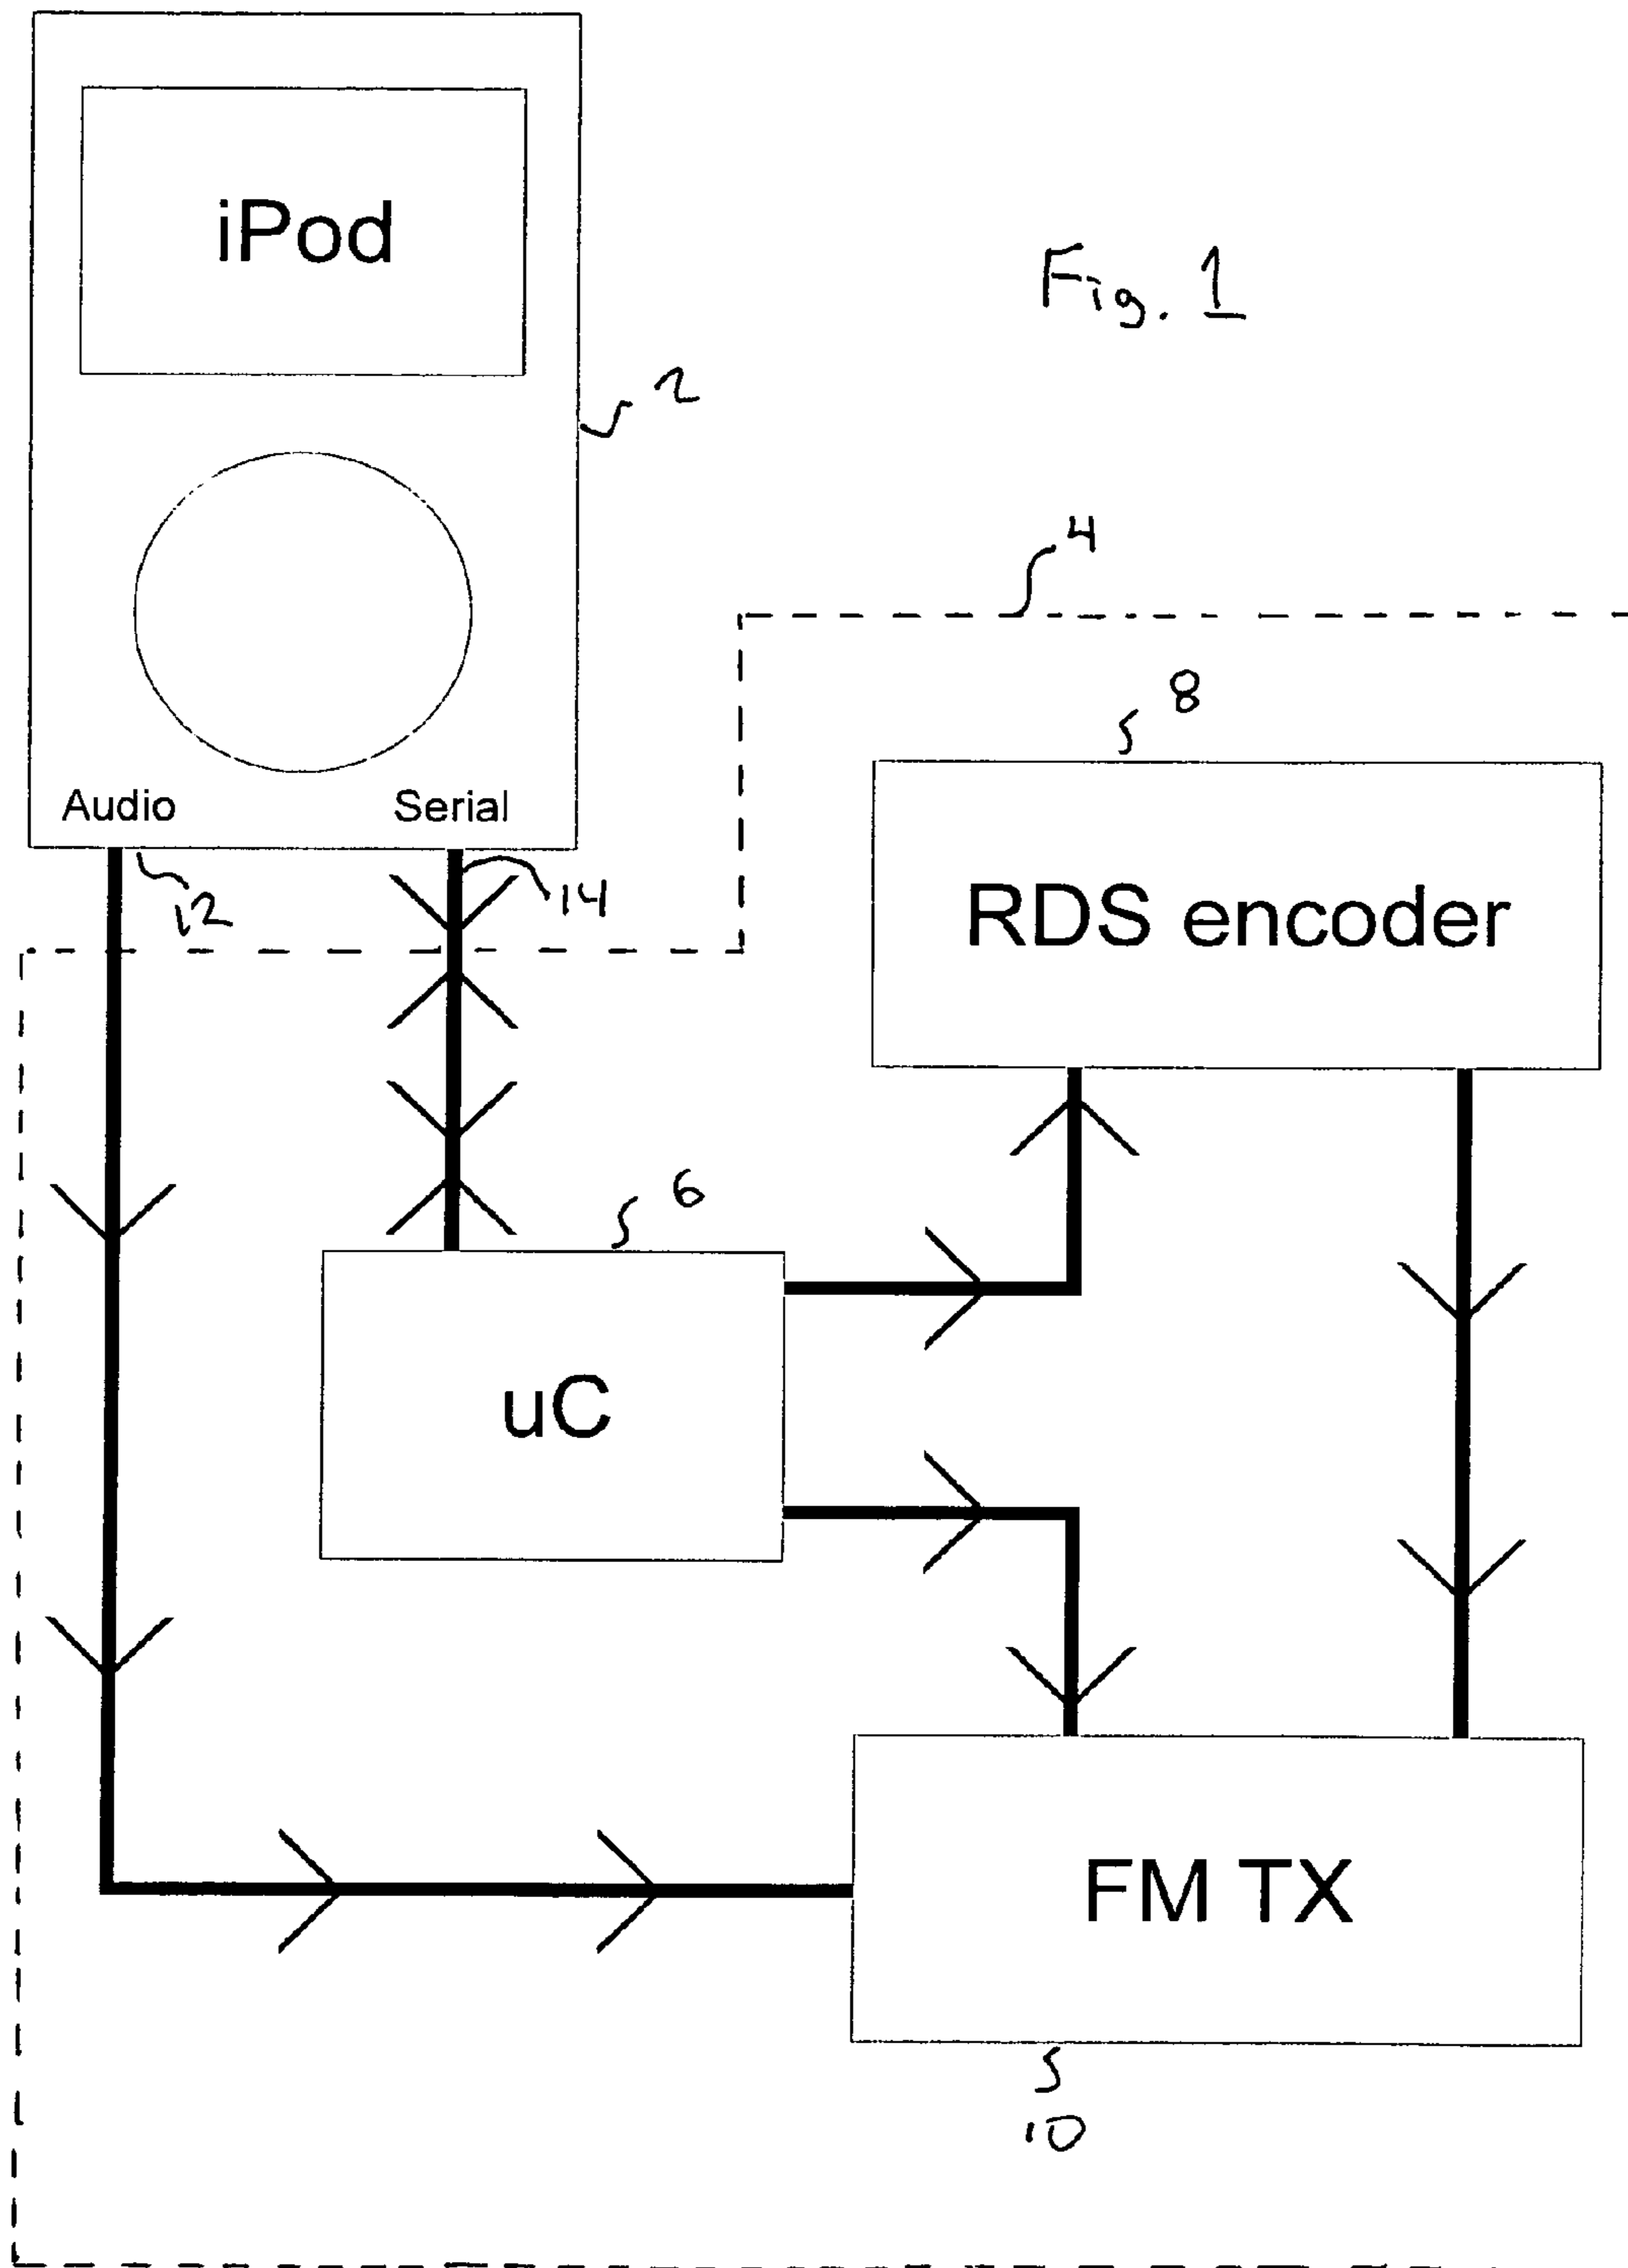 iPod
Fig. 1
2
4
8
Audio Serial
12
14
RDS encoder
6
uC
FM TX
10